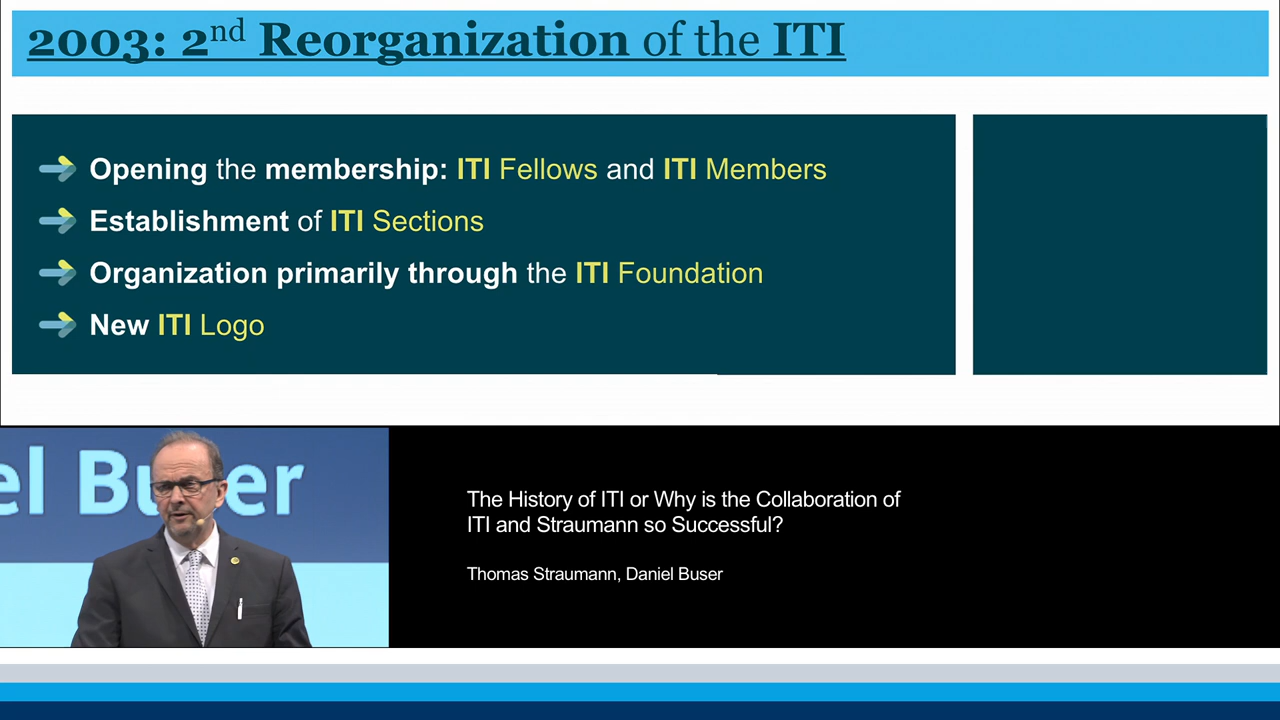 2003: 2nd Reorganization of the ITI
Opening the membership: ITI Fellows and ITI Members
Establishment of ITI Sections
Organization primarily through the ITI Foundation
New ITI Logo
el Buser
The History of ITI or Why is the Collaboration of
ITI and Straumann so Successful?
Thomas Straumann, Daniel Buser